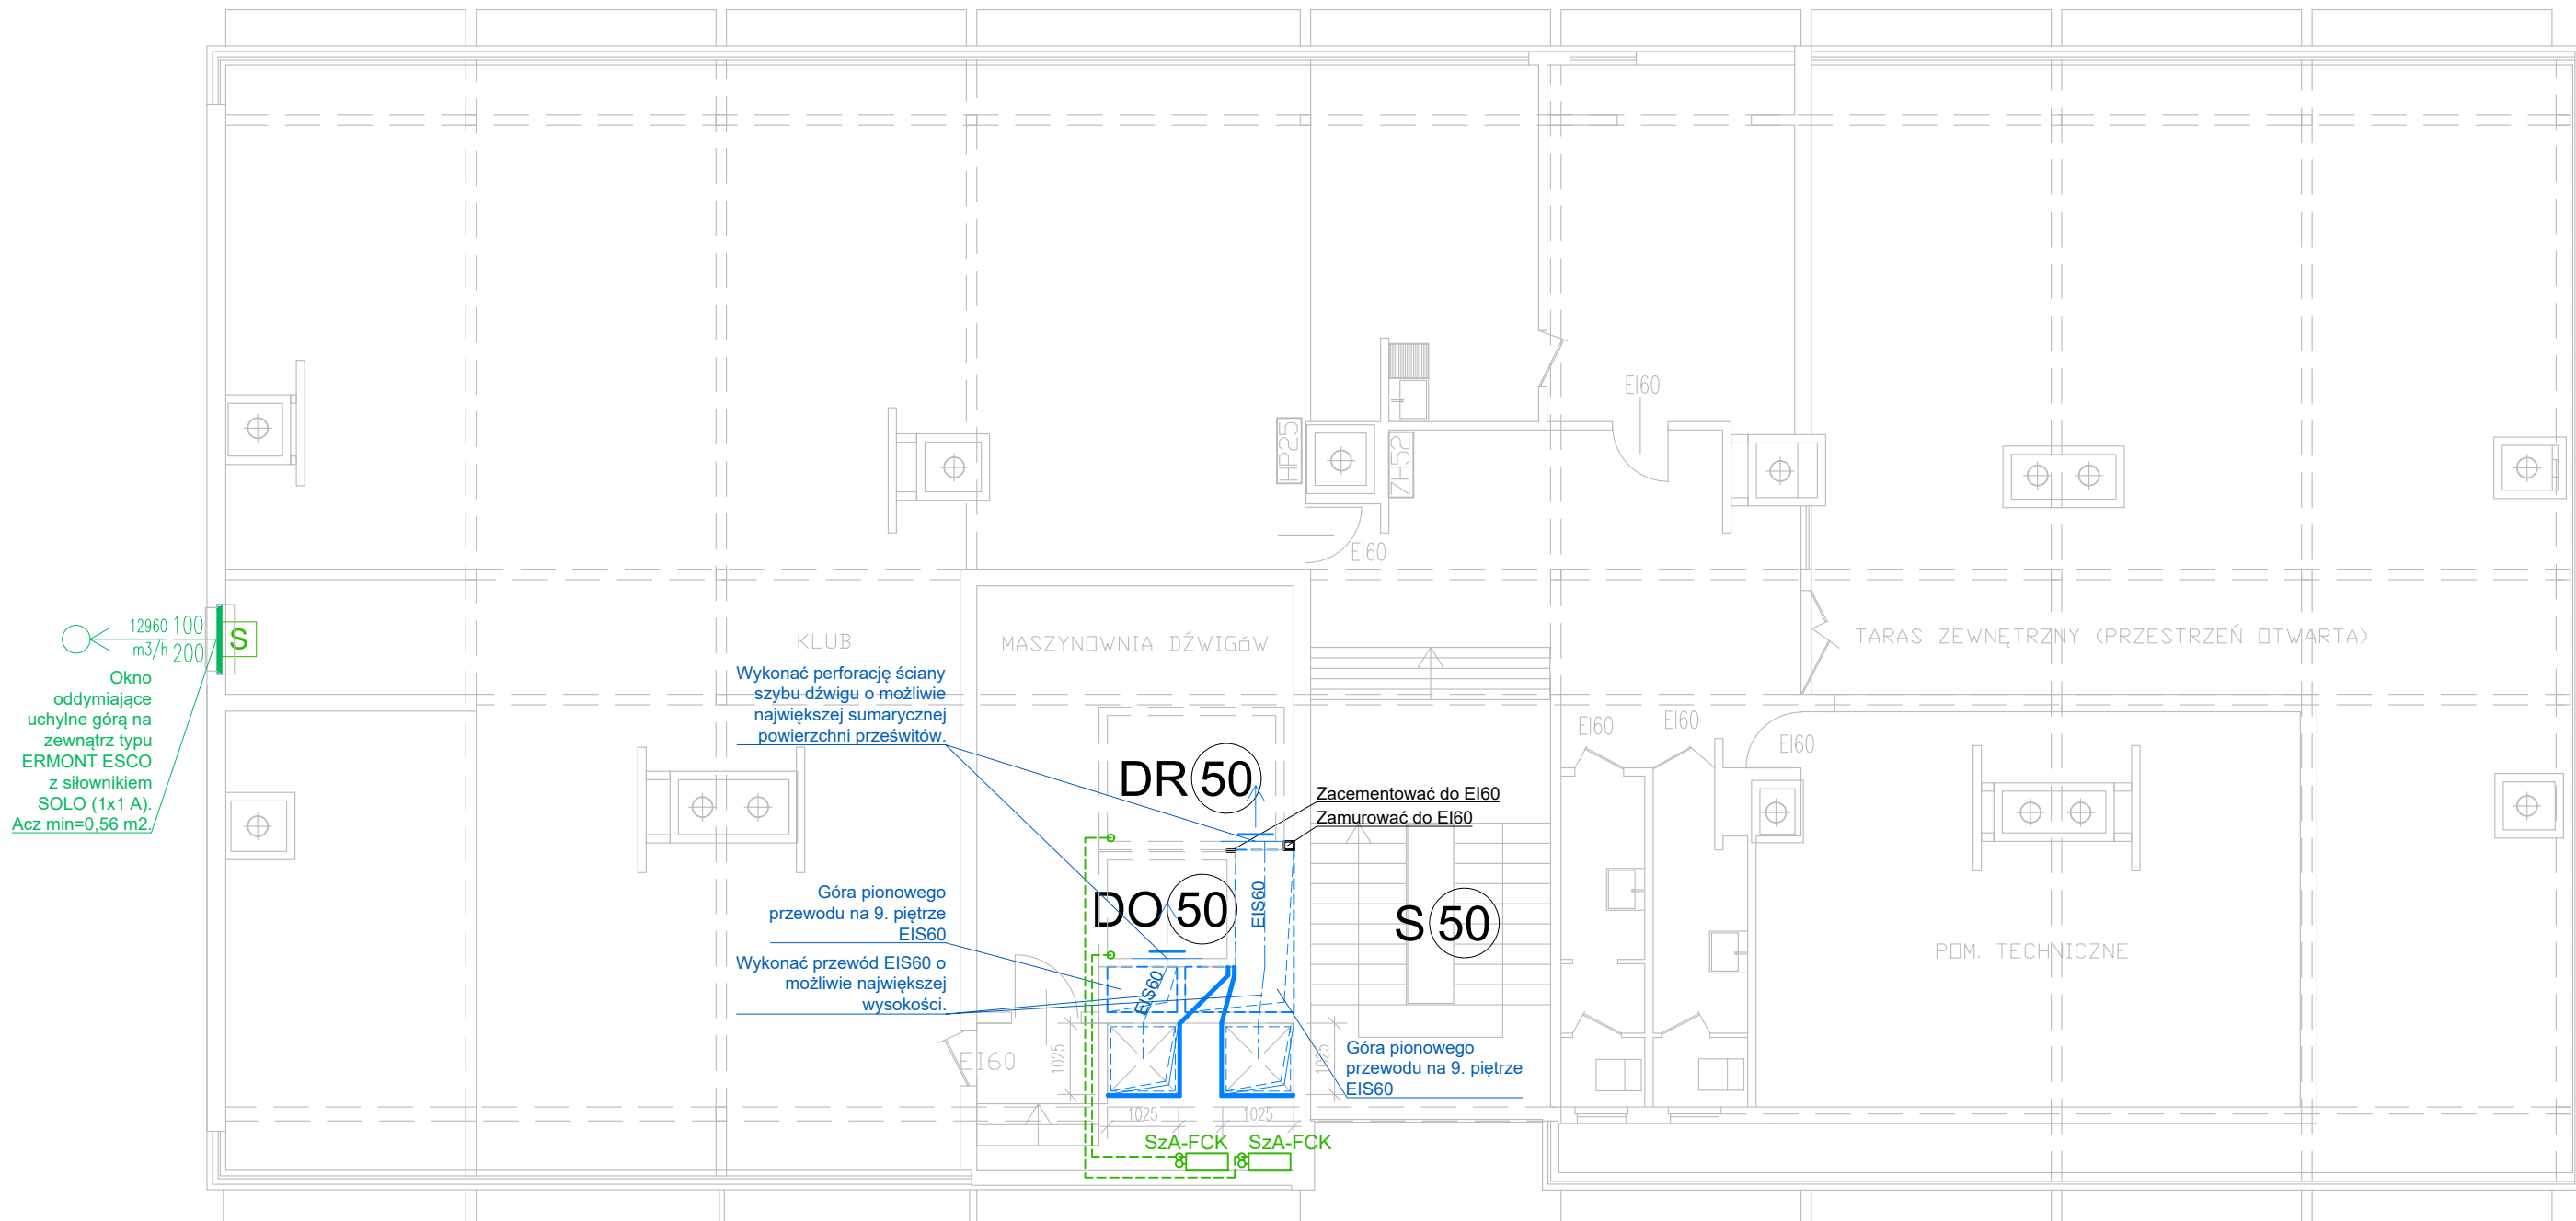 EI60
HP25
ZH52
EI60
12960 100
m3/h 200
S
Okno
oddymiające
uchylne górą na
zewnątrz typu
ERMONT ESCO
z siłownikiem
SOLO (1x1 A).
Acz min=0,56 m2.
KLUB
MASZYNOWNIA DŹWIGóW
TARAS ZEWNĘTRZNY (PRZESTRZEŃ OTWARTA)
Wykonać perforację ściany
szybu dźwigu o możliwie
największej sumarycznej
powierzchni prześwitów.
EI60
EI60
EI60
DR 50
Zacementować do EI60
Zamurować do EI60
Góra pionowego
przewodu na 9. piętrze
EIS60
DO 50
EIS60
S 50
POM. TECHNICZNE
Wykonać przewód EIS60 o
możliwie największej
wysokości.
EIS60
EI60
1025
1025
Góra pionowego
przewodu na 9. piętrze
EIS60
1025
1025
SzA-FCK
SzA-FCK